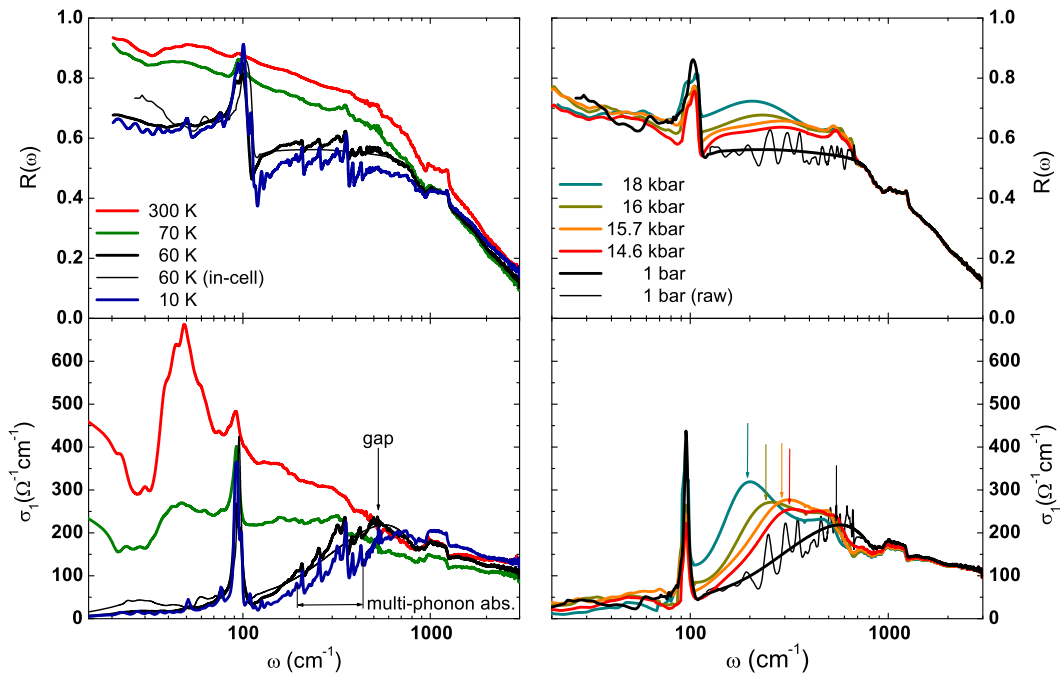 1.0
0.8
0.6
0.4
0.2
0.0
R(ω)
300 K
70 K
60 K
60 K (in-cell)
10 K
1.0
0.8
0.6
0.4
0.2
0.0
R(ω)
18 kbar
16 kbar
15.7 kbar
14.6 kbar
1 bar
1 bar (raw)
600
500
400
300
200
100
0
σ1(Ω-1cm-1)
gap
multi-phonon abs.
100
1000
ω (cm-1)
600
500
400
300
200
100
0
σ1(Ω-1cm-1)
100
1000
ω (cm-1)